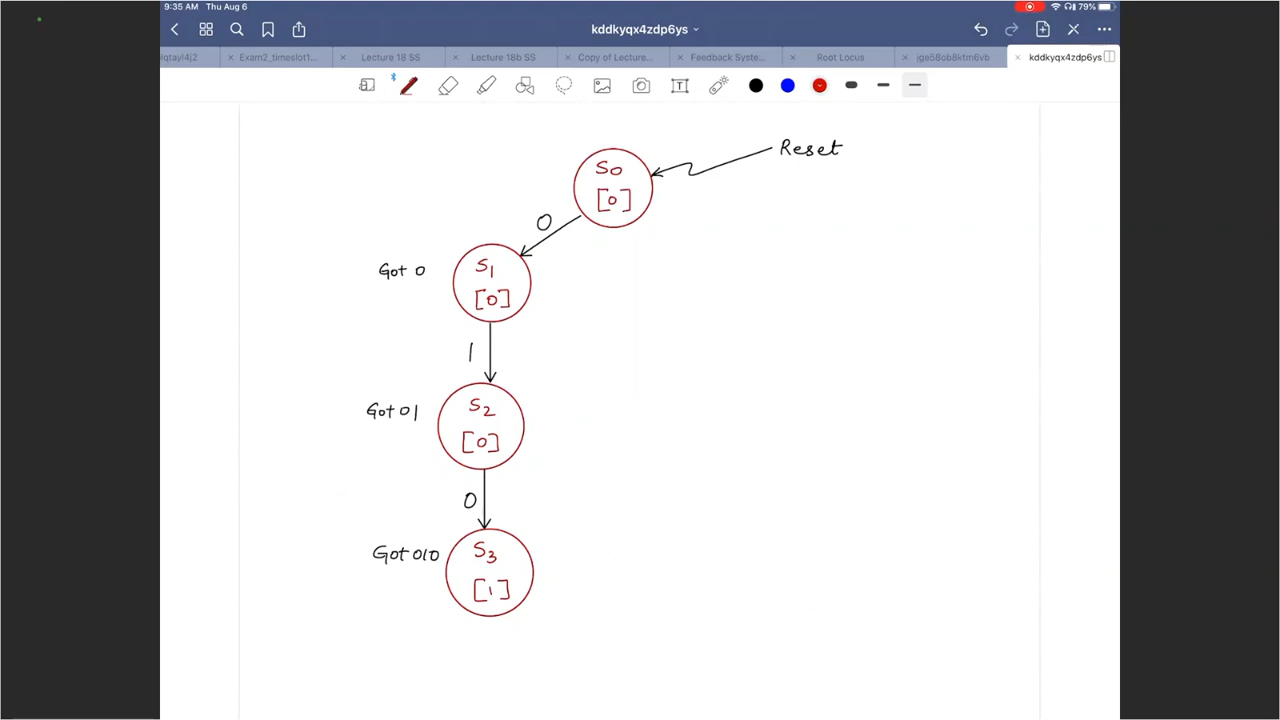 9:35 AM Thu Aug 6
79%
kddkyqx4zdp6ys
lqtayl4j2
Exam2_timeslot1...
Lecture 18 SS
Lecture 18b SS
Copy of Lecture...
Feedback Syste...
Root Locus
jge58ob8ktm6vb
kddkyqx4zdp6ys
Reset
S0
[0]
0
Got 0
S1
[0]
1
Got 01
S2
[0]
0
Got 010
S3
[1]